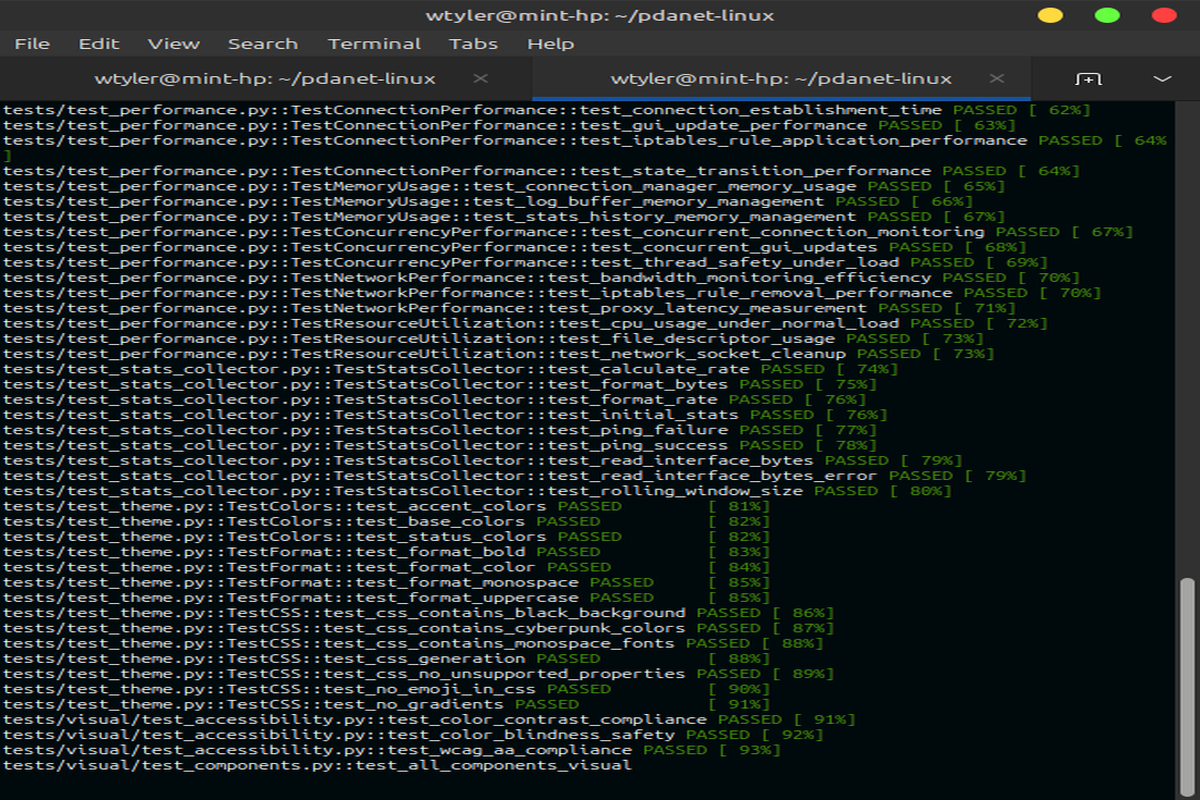 wtyler@mint-hp: ~/pdanet-linux
File Edit View Search Terminal Tabs Help
wtyler@mint-hp: ~/pdanet-linux × wtyler@mint-hp: ~/pdanet-linux ×
tests/test_performance.py::TestConnectionPerformance::test_connection_establishment_time PASSED [ 62%]
tests/test_performance.py::TestConnectionPerformance::test_gui_update_performance PASSED [ 63%]
tests/test_performance.py::TestConnectionPerformance::test_iptables_rule_application_performance PASSED [ 64%
]
tests/test_performance.py::TestConnectionPerformance::test_state_transition_performance PASSED [ 64%]
tests/test_performance.py::TestMemoryUsage::test_connection_manager_memory_usage PASSED [ 65%]
tests/test_performance.py::TestMemoryUsage::test_log_buffer_memory_management PASSED [ 66%]
tests/test_performance.py::TestMemoryUsage::test_stats_history_memory_management PASSED [ 67%]
tests/test_performance.py::TestConcurrencyPerformance::test_concurrent_connection_monitoring PASSED [ 67%]
tests/test_performance.py::TestConcurrencyPerformance::test_concurrent_gui_updates PASSED [ 68%]
tests/test_performance.py::TestConcurrencyPerformance::test_thread_safety_under_load PASSED [ 69%]
tests/test_performance.py::TestNetworkPerformance::test_bandwidth_monitoring_efficiency PASSED [ 70%]
tests/test_performance.py::TestNetworkPerformance::test_iptables_rule_removal_performance PASSED [ 70%]
tests/test_performance.py::TestNetworkPerformance::test_proxy_latency_measurement PASSED [ 71%]
tests/test_performance.py::TestResourceUtilization::test_cpu_usage_under_normal_load PASSED [ 72%]
tests/test_performance.py::TestResourceUtilization::test_file_descriptor_usage PASSED [ 73%]
tests/test_performance.py::TestResourceUtilization::test_network_socket_cleanup PASSED [ 73%]
tests/test_stats_collector.py::TestStatsCollector::test_calculate_rate PASSED [ 74%]
tests/test_stats_collector.py::TestStatsCollector::test_format_bytes PASSED [ 75%]
tests/test_stats_collector.py::TestStatsCollector::test_format_rate PASSED [ 76%]
tests/test_stats_collector.py::TestStatsCollector::test_initial_stats PASSED [ 76%]
tests/test_stats_collector.py::TestStatsCollector::test_ping_failure PASSED [ 77%]
tests/test_stats_collector.py::TestStatsCollector::test_ping_success PASSED [ 78%]
tests/test_stats_collector.py::TestStatsCollector::test_read_interface_bytes PASSED [ 79%]
tests/test_stats_collector.py::TestStatsCollector::test_read_interface_bytes_error PASSED [ 79%]
tests/test_stats_collector.py::TestStatsCollector::test_rolling_window_size PASSED [ 80%]
tests/test_theme.py::TestColors::test_accent_colors PASSED [ 81%]
tests/test_theme.py::TestColors::test_base_colors PASSED [ 82%]
tests/test_theme.py::TestColors::test_status_colors PASSED [ 82%]
tests/test_theme.py::TestFormat::test_format_bold PASSED [ 83%]
tests/test_theme.py::TestFormat::test_format_color PASSED [ 84%]
tests/test_theme.py::TestFormat::test_format_monospace PASSED [ 85%]
tests/test_theme.py::TestFormat::test_format_uppercase PASSED [ 85%]
tests/test_theme.py::TestCSS::test_css_contains_black_background PASSED [ 86%]
tests/test_theme.py::TestCSS::test_css_contains_cyberpunk_colors PASSED [ 87%]
tests/test_theme.py::TestCSS::test_css_contains_monospace_fonts PASSED [ 88%]
tests/test_theme.py::TestCSS::test_css_generation PASSED [ 88%]
tests/test_theme.py::TestCSS::test_css_no_unsupported_properties PASSED [ 89%]
tests/test_theme.py::TestCSS::test_no_emoji_in_css PASSED [ 90%]
tests/test_theme.py::TestCSS::test_no_gradients PASSED [ 91%]
tests/visual/test_accessibility.py::test_color_contrast_compliance PASSED [ 91%]
tests/visual/test_accessibility.py::test_color_blindness_safety PASSED [ 92%]
tests/visual/test_accessibility.py::test_wcag_aa_compliance PASSED [ 93%]
tests/visual/test_components.py::test_all_components_visual